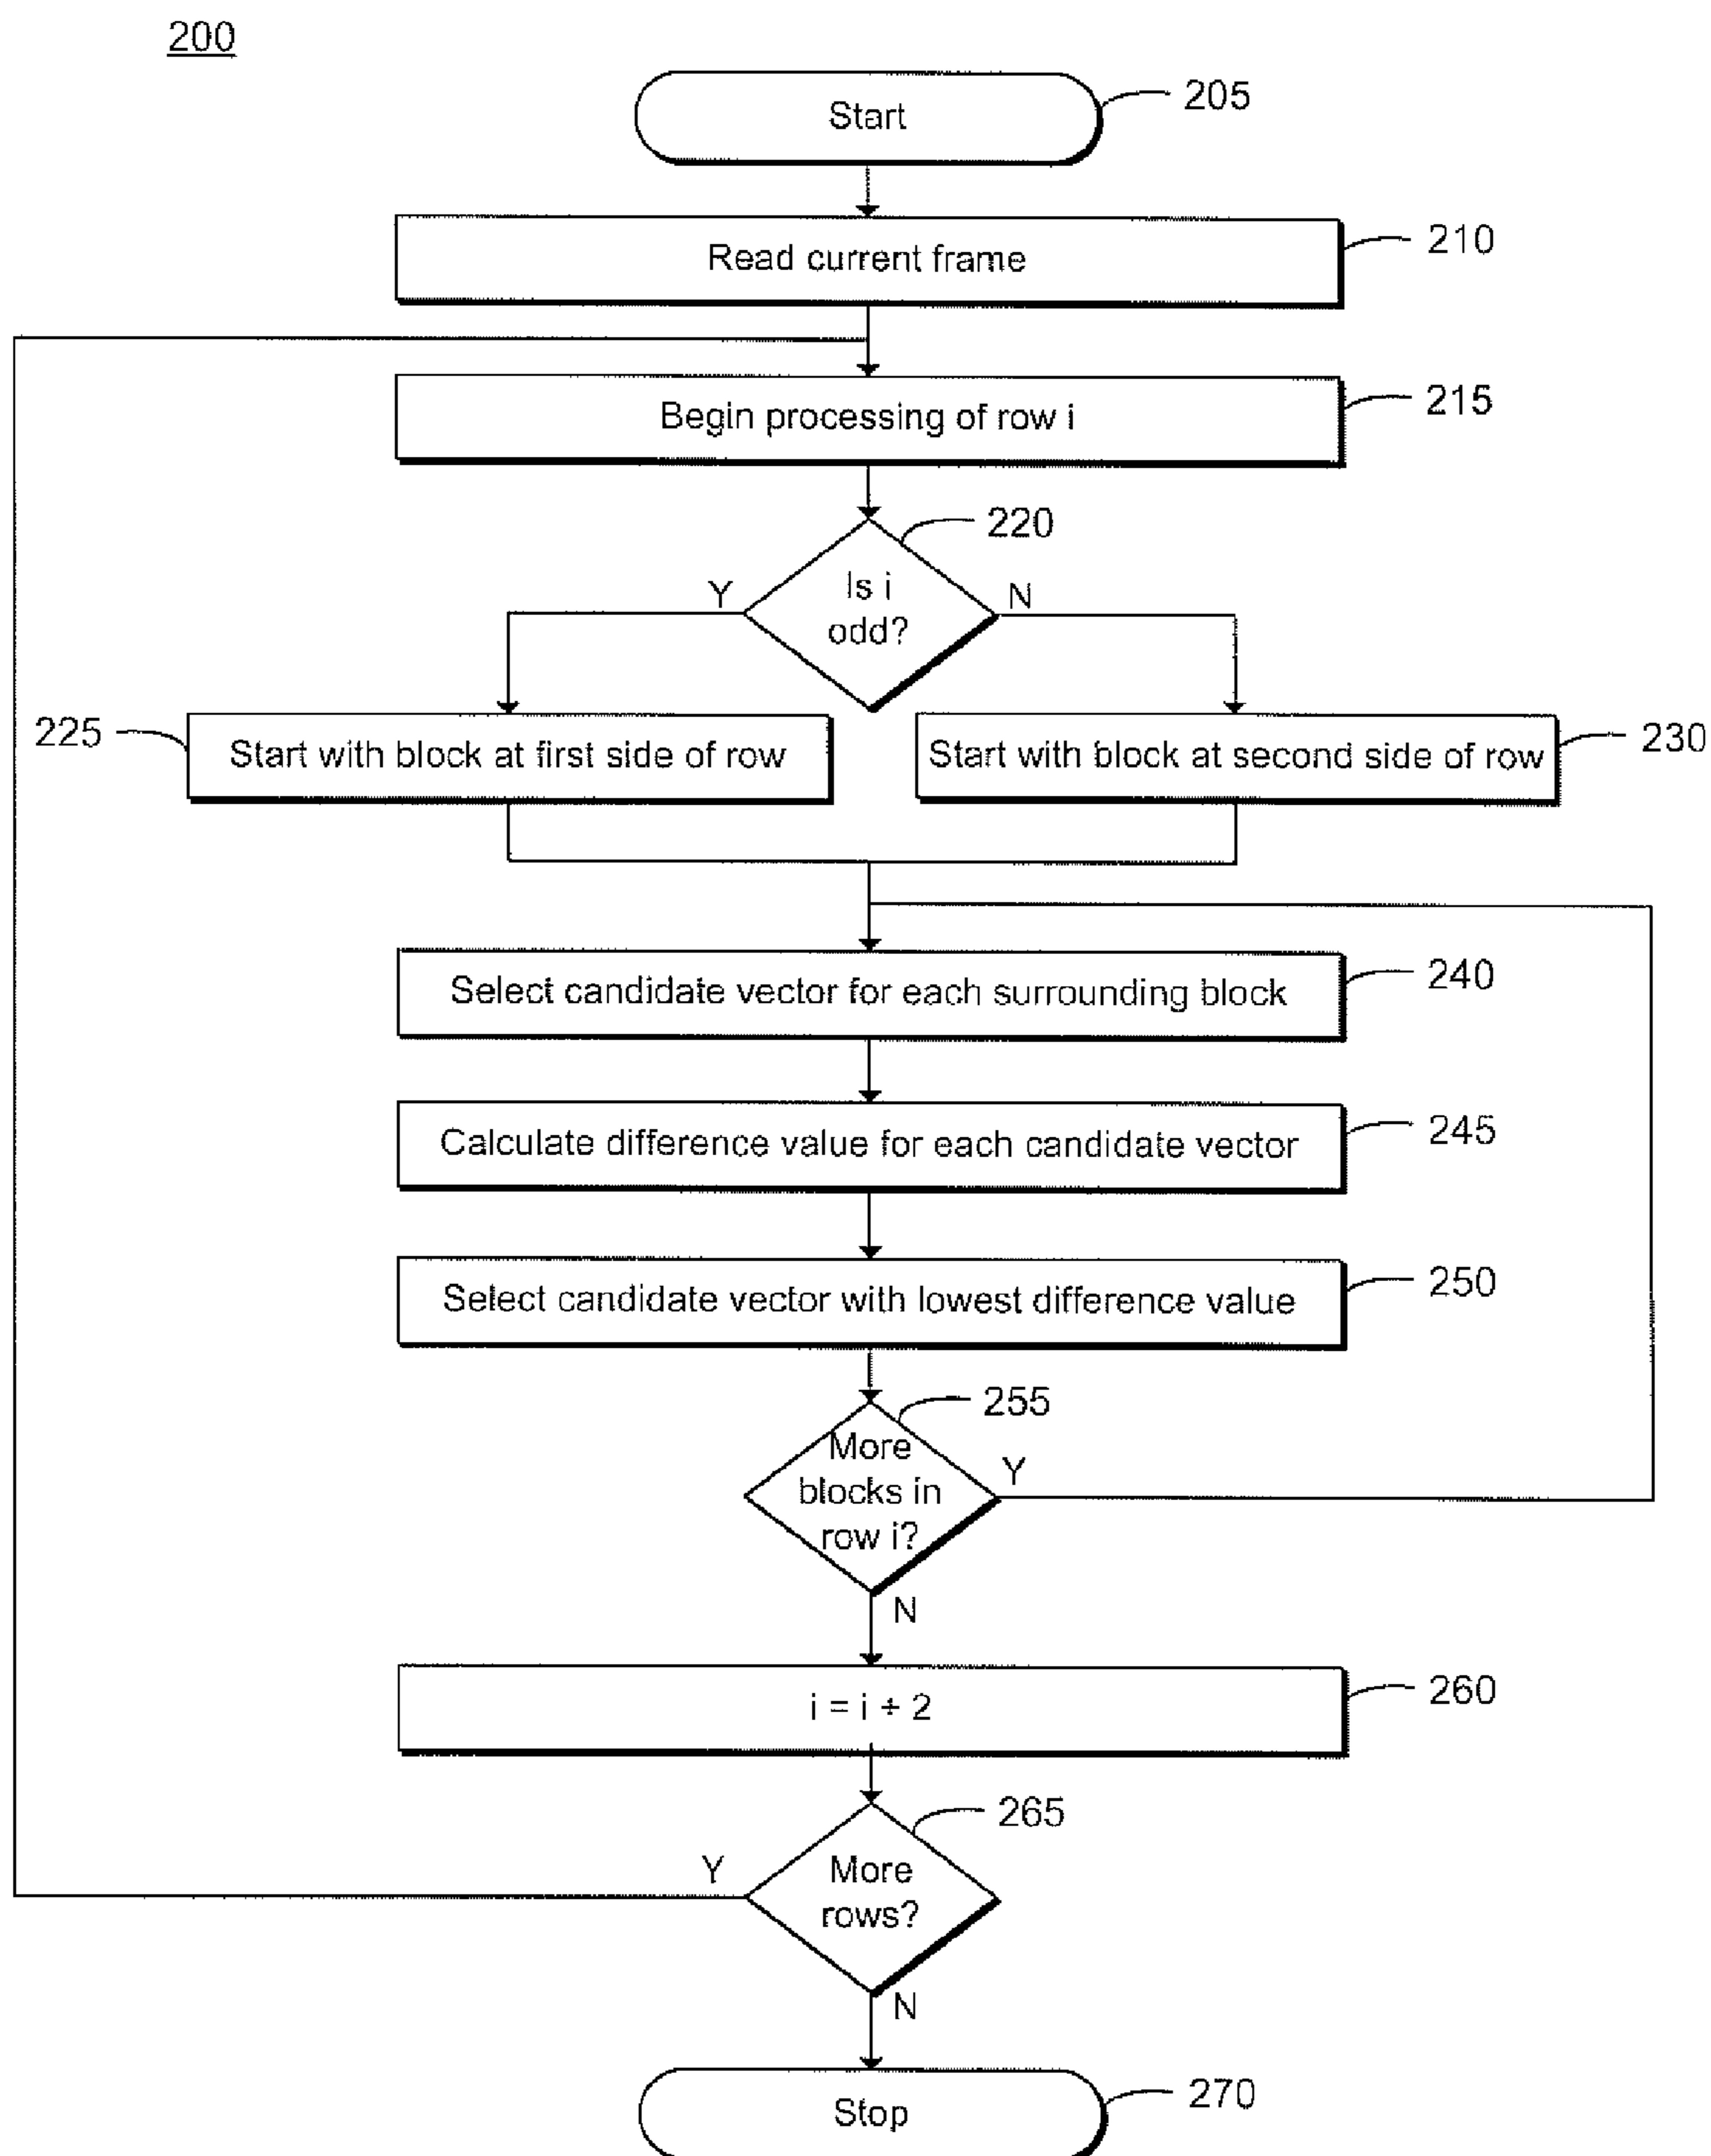 200
Start
205
Read current frame
210
Begin processing of row i
215
220
Is i
odd?
Y
N
225
Start with block at first side of row
Start with block at second side of row
230
Select candidate vector for each surrounding block
240
Calculate difference value for each candidate vector
245
Select candidate vector with lowest difference value
250
255
More
blocks in
row i?
Y
N
i = i + 2
260
265
More
rows?
Y
N
Stop
270